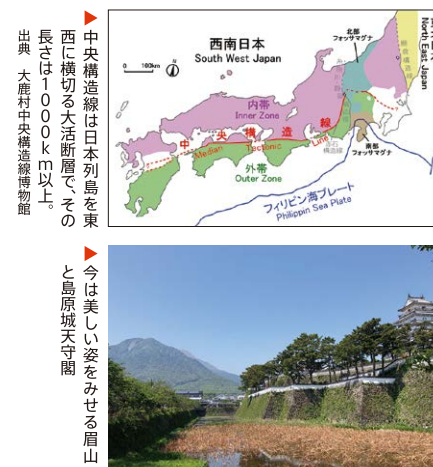 ▶中央構造線は日本列島を東
西に横切る大活断層で、その
長さは1000km以上。
出典　大鹿村中央構造線博物館
西南日本
South West Japan
0 100km
北部
フォッサマグナ
North East Japan
内帯
Inner Zone
中央構造線
Median Tectonic Line
外帯
Outer Zone
南部
フォッサマグナ
フィリピン海プレート
Philippin Sea Plate
▶今は美しい姿をみせる眉山
と島原城天守閣